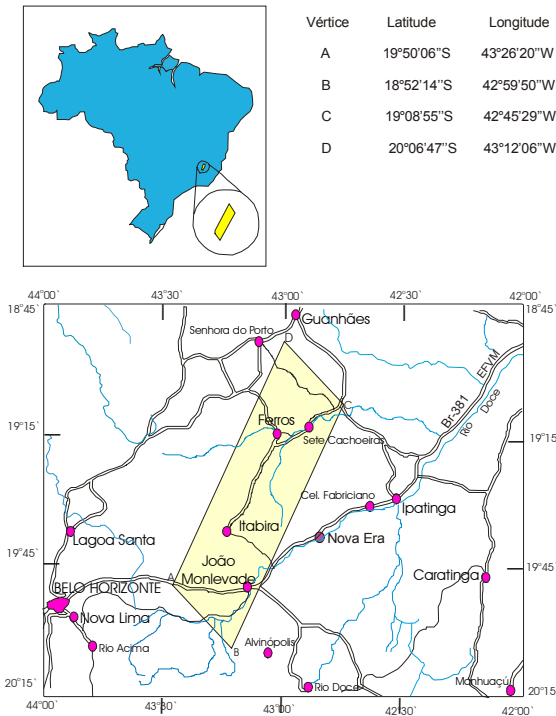 Vértice Latitude Longitude
A 19°50'06"S 43°26'20"W
B 18°52'14"S 42°59'50"W
C 19°08'55"S 42°45'29"W
D 20°06'47"S 43°12'06"W
44°00' 43°30' 43°00' 42°30' 42°00'
18°45' 18°45'
Guanhães
Senhora do Porto
D
EFVM
Br-381
Rio Doce
C
Ferros
Sete Cachoeiras
19°15' 19°15'
Cel. Fabriciano
Ipatinga
Itabira
Lagoa Santa
Nova Era
19°45' 19°45'
João
Monlevade
A
Caratinga
BELO HORIZONTE
Nova Lima
Rio Acima
Alvinópolis
B
Rio Doce
Manhuaçú
20°15' 20°15'
44°00' 43°30' 43°00' 42°30' 42°00'